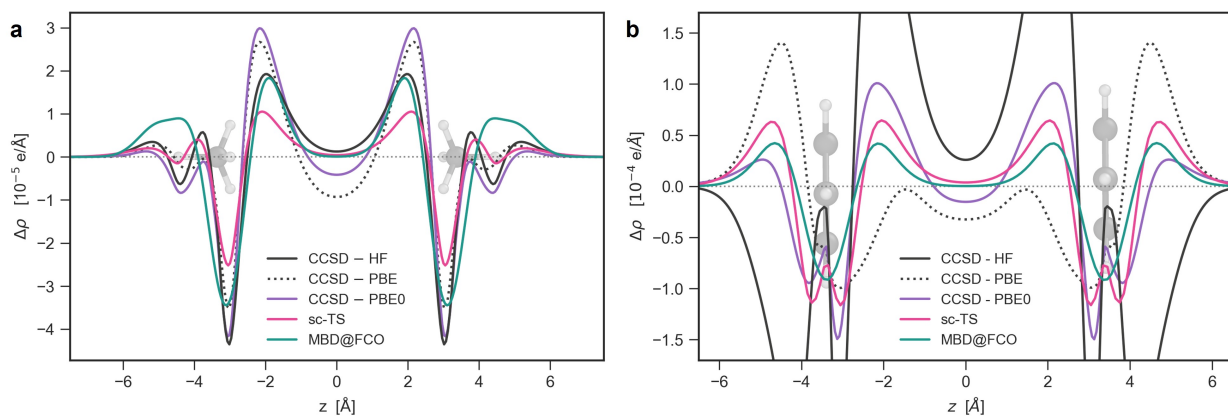 a
3
2
1
0
−1
−2
−3
−4
Δρ [10⁻⁵ e/Å]
CCSD – HF
CCSD – PBE
CCSD – PBE0
sc-TS
MBD@FCO
−6 −4 −2 0 2 4 6
z [Å]
b
1.5
1.0
0.5
0.0
−0.5
−1.0
−1.5
Δρ [10⁻⁴ e/Å]
CCSD - HF
CCSD - PBE
CCSD - PBE0
sc-TS
MBD@FCO
−6 −4 −2 0 2 4 6
z [Å]